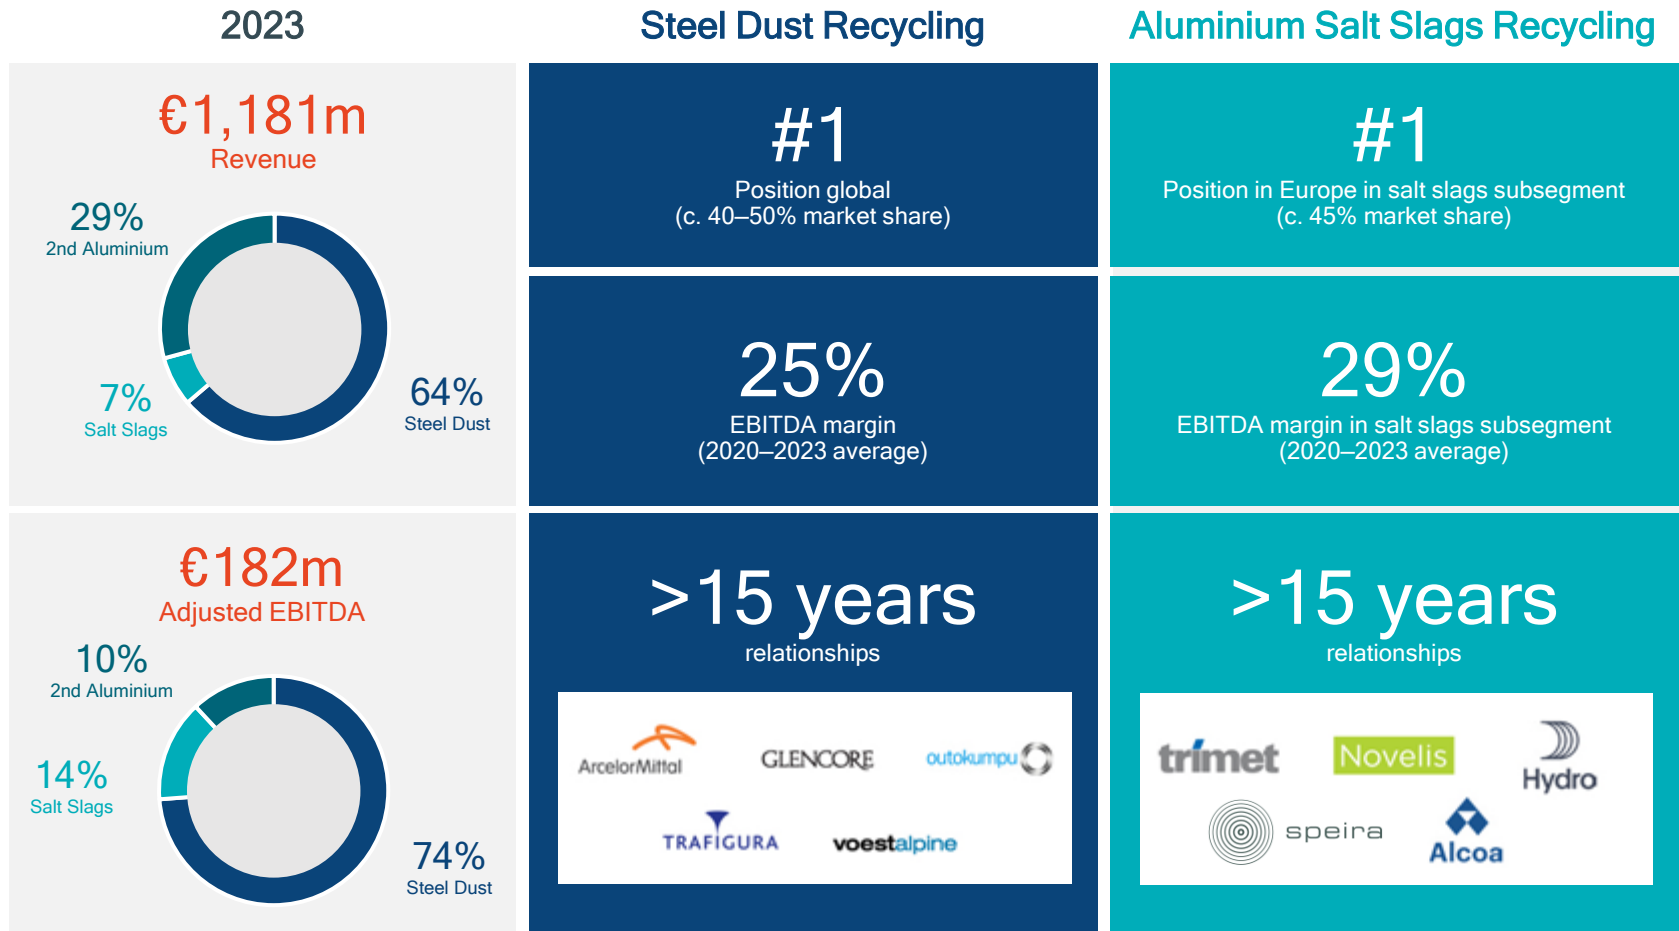 2023
€1,181m
Revenue
29%
2nd Aluminium
7%
Salt Slags
64%
Steel Dust
€182m
Adjusted EBITDA
10%
2nd Aluminium
14%
Salt Slags
74%
Steel Dust
Steel Dust Recycling
#1
Position global
(c. 40–50% market share)
25%
EBITDA margin
(2020–2023 average)
>15 years
relationships
ArcelorMittal
GLENCORE
outokumpu
TRAFIGURA
voestalpine
Aluminium Salt Slags Recycling
#1
Position in Europe in salt slags subsegment
(c. 45% market share)
29%
EBITDA margin in salt slags subsegment
(2020–2023 average)
>15 years
relationships
trimet
Novelis
Hydro
speira
Alcoa